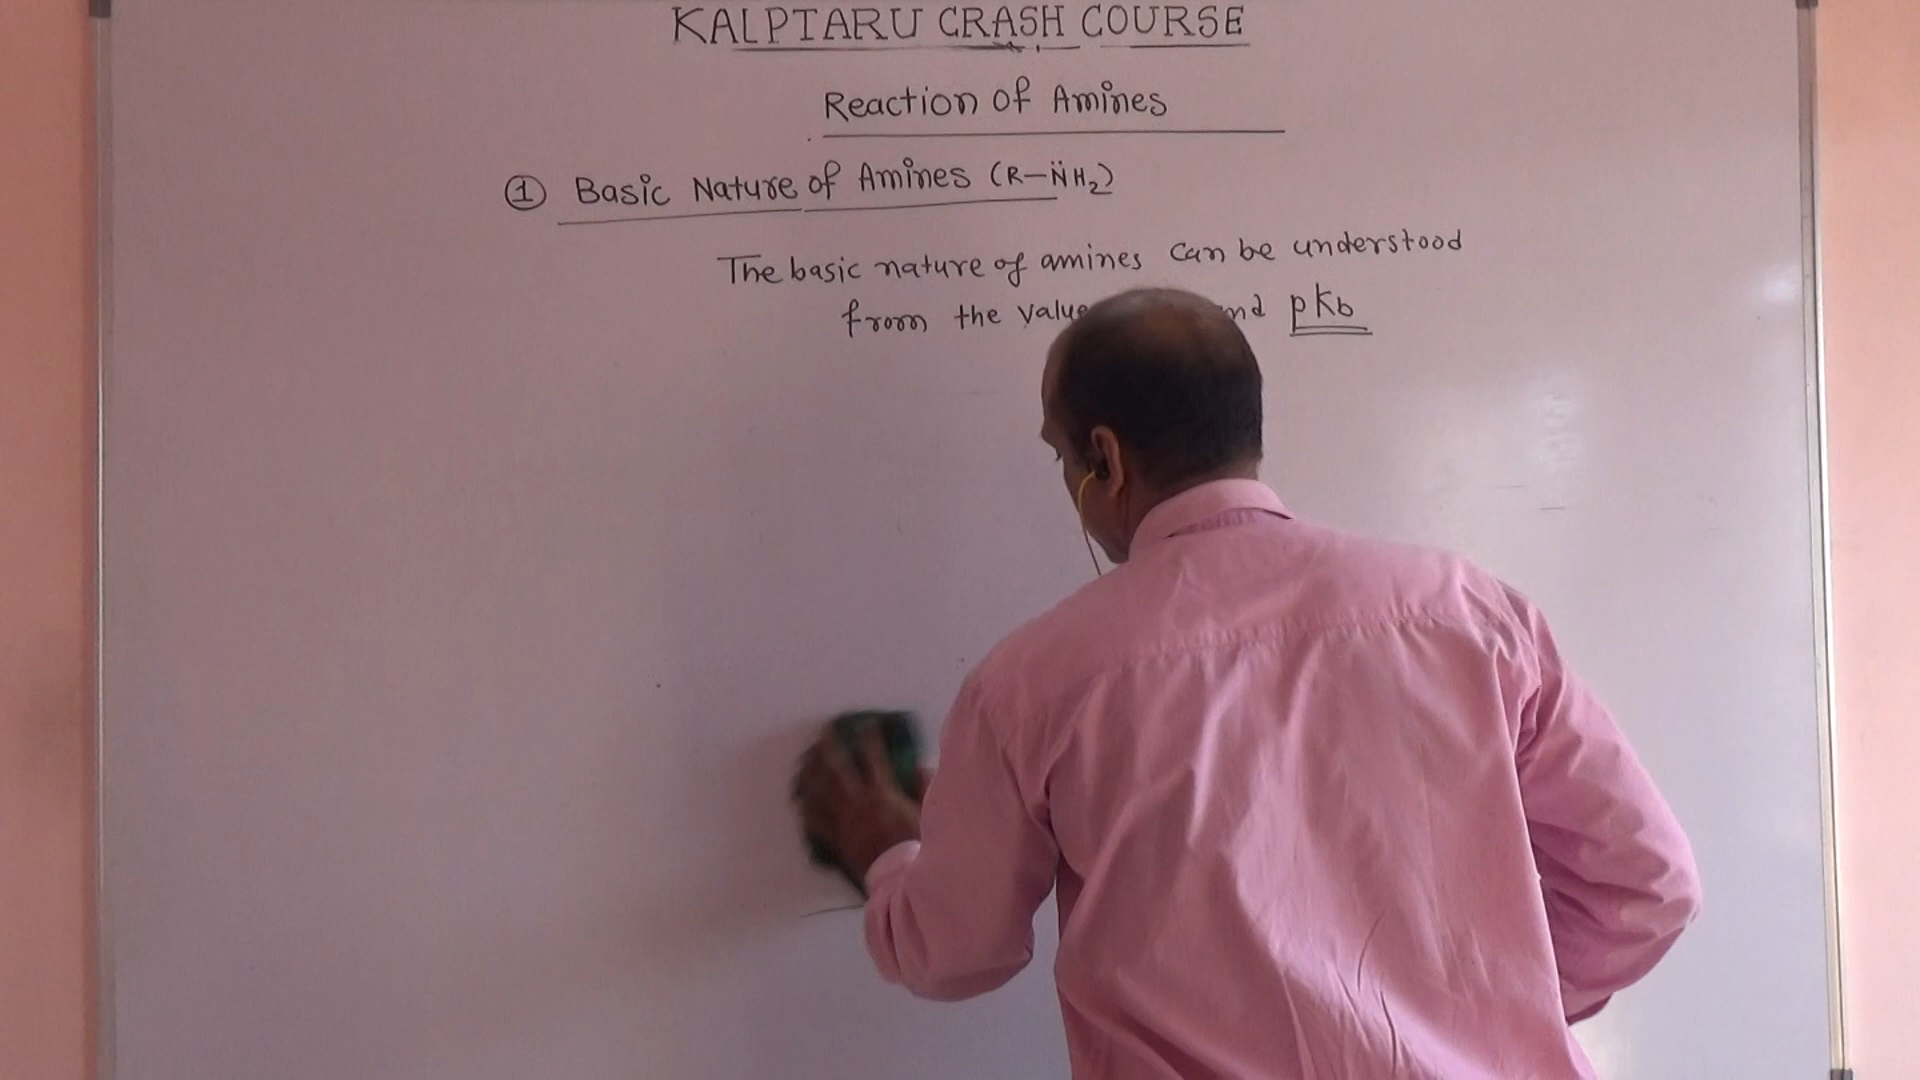 KALPTARU CRASH COURSE
Reaction of Amines
① Basic Nature of Amines (R–N̈H₂)
The basic nature of amines can be understood
from the value pKb